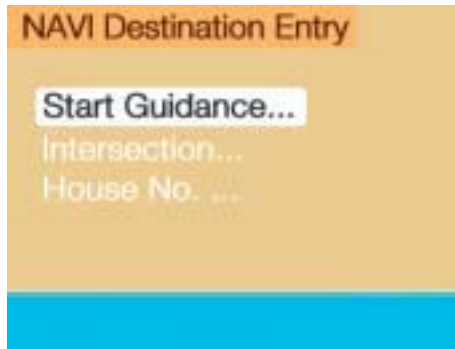 NAVI Destination Entry
Start Guidance...
Intersection...
House No. ...